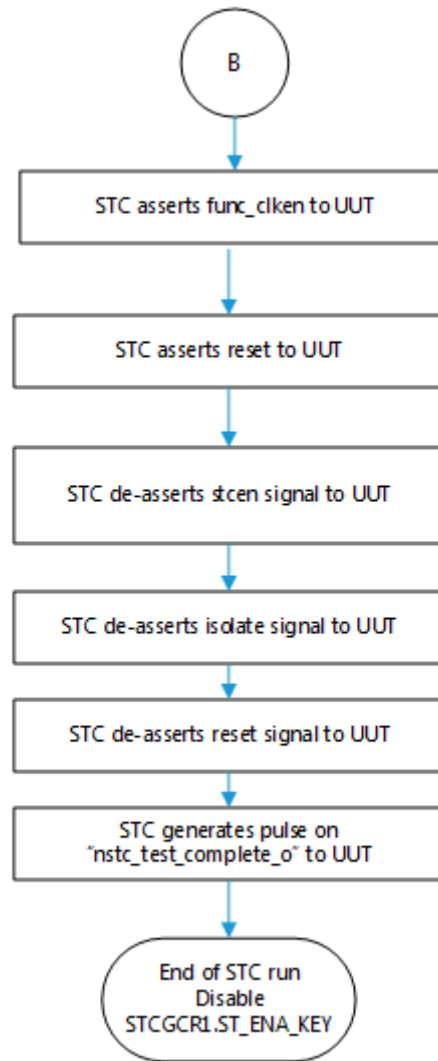 B
STC asserts func_clken to UUT
STC asserts reset to UUT
STC de-asserts stcen signal to UUT
STC de-asserts isolate signal to UUT
STC de-asserts reset signal to UUT
STC generates pulse on
"nstc_test_complete_o" to UUT
End of STC run
Disable
STCGCR1.ST_ENA_KEY